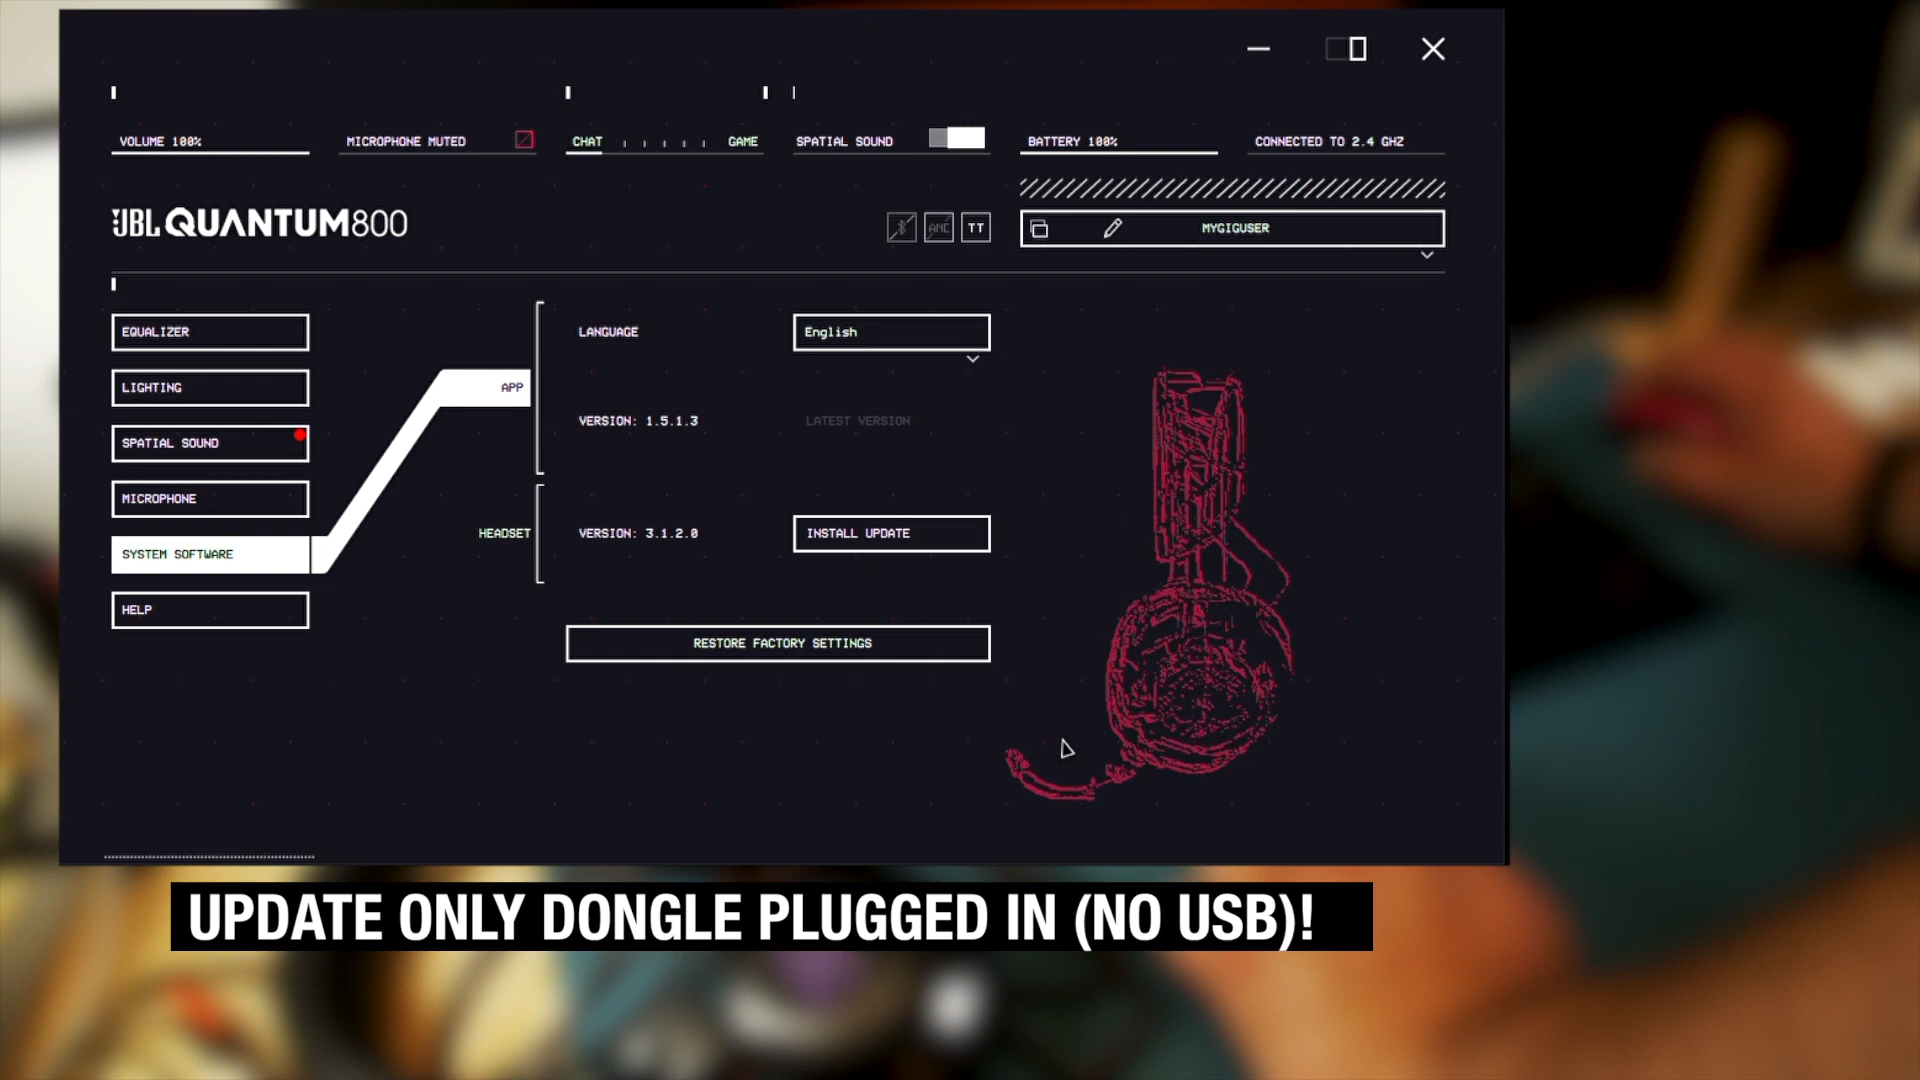 VOLUME 100%
MICROPHONE MUTED
CHAT
GAME
SPATIAL SOUND
BATTERY 100%
CONNECTED TO 2.4 GHZ
JBL QUANTUM800
ANC
TT
MYGIGUSER
EQUALIZER
LANGUAGE
English
LIGHTING
APP
SPATIAL SOUND
VERSION: 1.5.1.3
LATEST VERSION
MICROPHONE
HEADSET
VERSION: 3.1.2.0
INSTALL UPDATE
SYSTEM SOFTWARE
HELP
RESTORE FACTORY SETTINGS
UPDATE ONLY DONGLE PLUGGED IN (NO USB)!